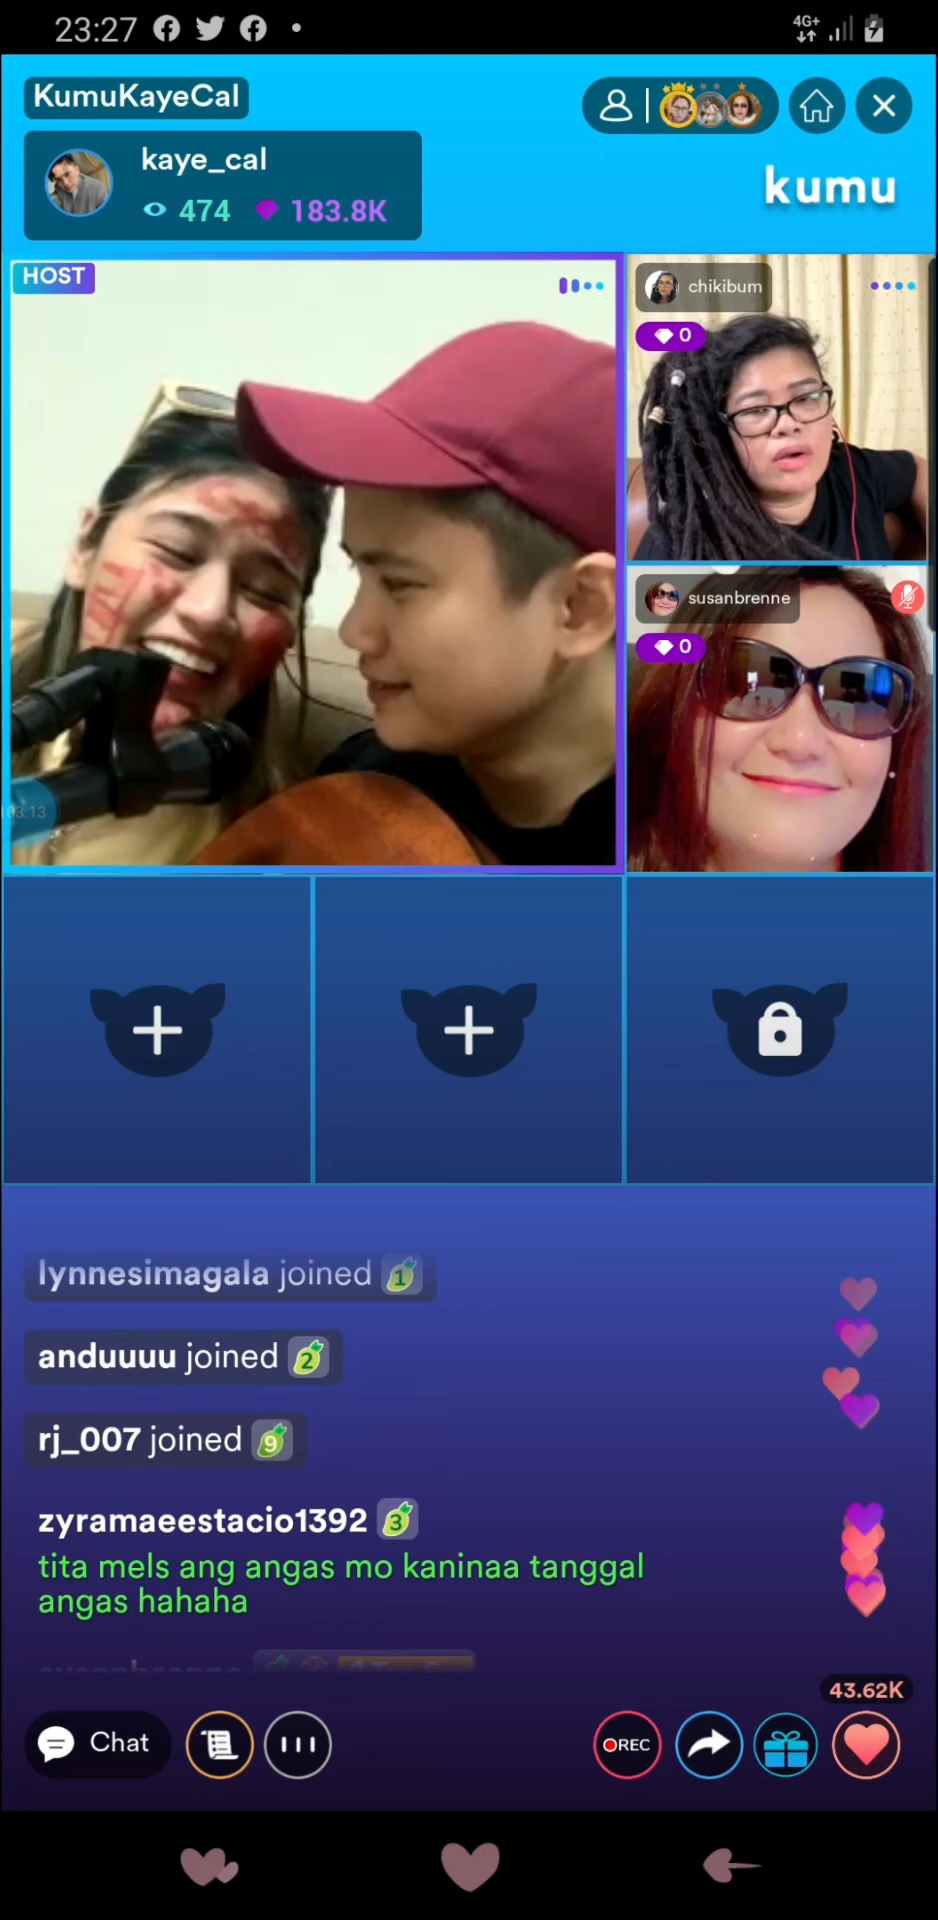 23:27
4G+
KumuKayeCal
kaye_cal
474 183.8K
kumu
HOST
chikibum
0
susanbrenne
0
03:13
lynnesimagala joined 1
anduuuu joined 2
rj_007 joined 9
zyramaeestacio1392 3
tita mels ang angas mo kaninaa tanggal
angas hahaha
43.62K
Chat
REC